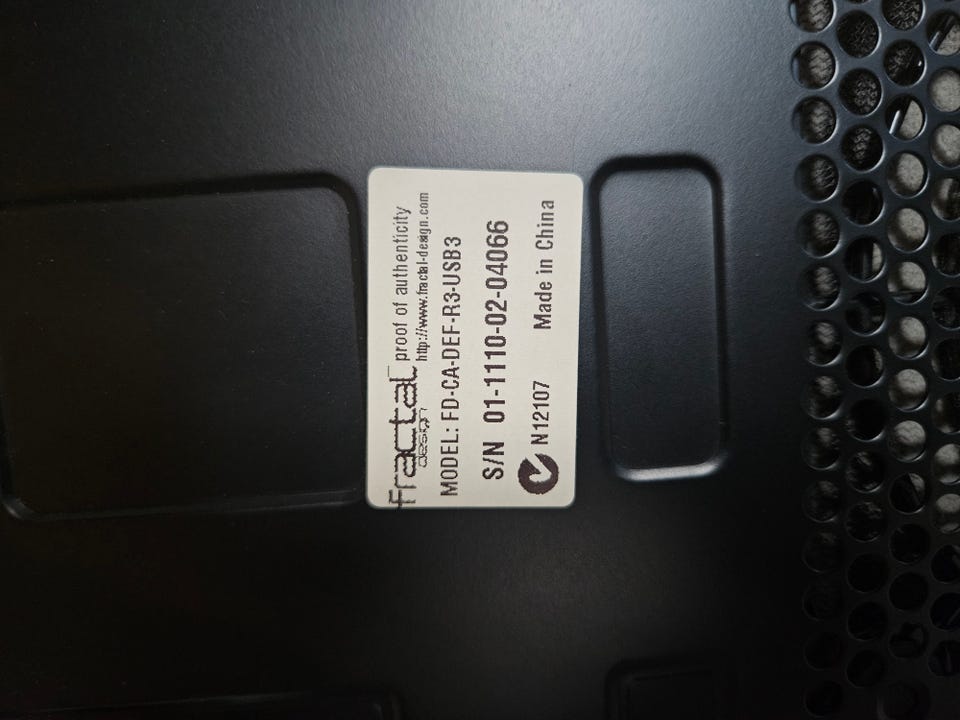 fractal design proof of authenticity
http://www.fractal-design.com
MODEL: FD-CA-DEF-R3-USB3
S/N 01-1110-02-04066
N12107 Made in China